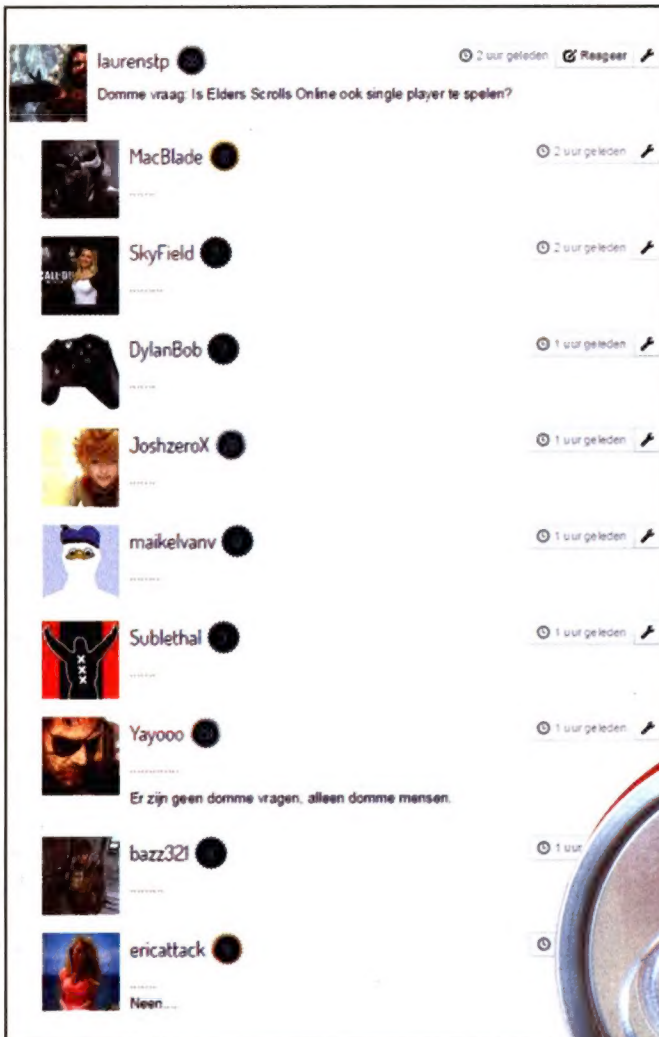 laurenstp
2 uur geleden Reageer
Domme vraag: Is Elders Scrolls Online ook single player te spelen?
MacBlade
2 uur geleden
........
SkyField
2 uur geleden
CALL
..........
DylanBob
1 uur geleden
........
JoshzeroX
1 uur geleden
........
maikelvanv
1 uur geleden
.........
Sublethal
1 uur geleden
XXX
........
Yayooo
1 uur geleden
..............
Er zijn geen domme vragen, alleen domme mensen.
bazz321
1 uur
.........
ericattack
........
Neen....